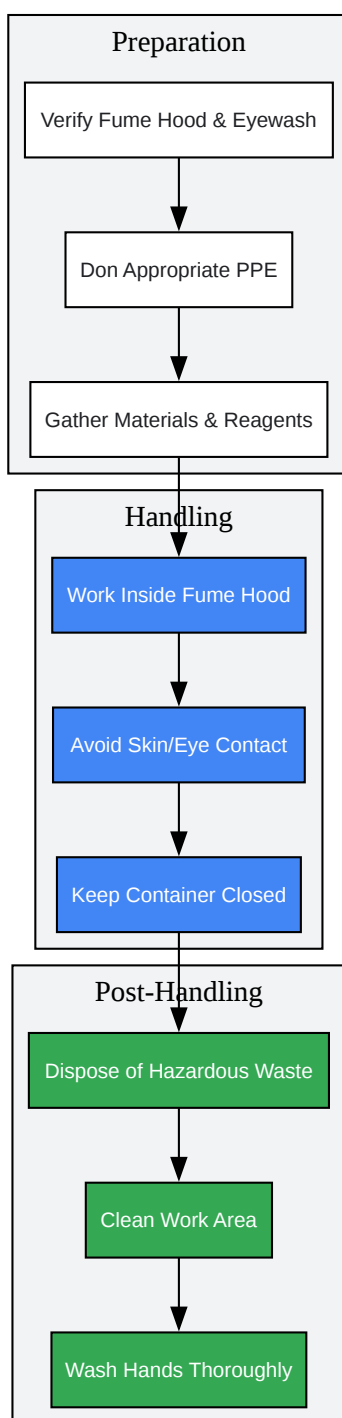 Preparation
Verify Fume Hood & Eyewash
Don Appropriate PPE
Gather Materials & Reagents
Handling
Work Inside Fume Hood
Avoid Skin/Eye Contact
Keep Container Closed
Post-Handling
Dispose of Hazardous Waste
Clean Work Area
Wash Hands Thoroughly